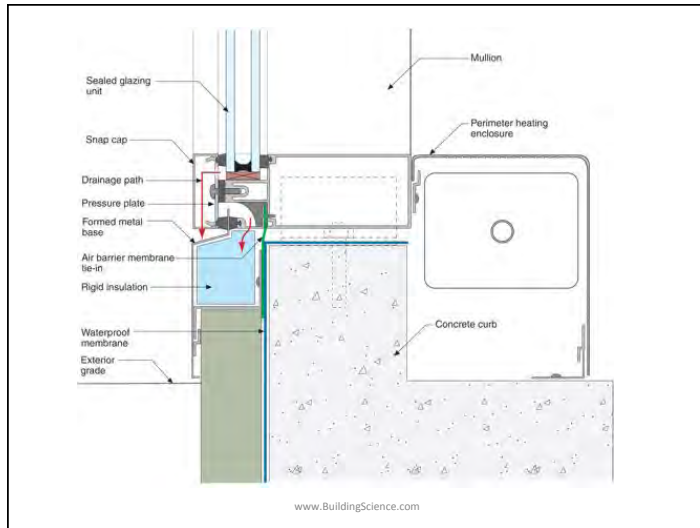 Mullion
Sealed glazing
unit
Perimeter heating
enclosure
Snap cap
Drainage path
Pressure plate
Formed metal
base
Air barrier membrane
tie-in
Rigid insulation
Waterproof
membrane
Concrete curb
Exterior
grade
www.BuildingScience.com